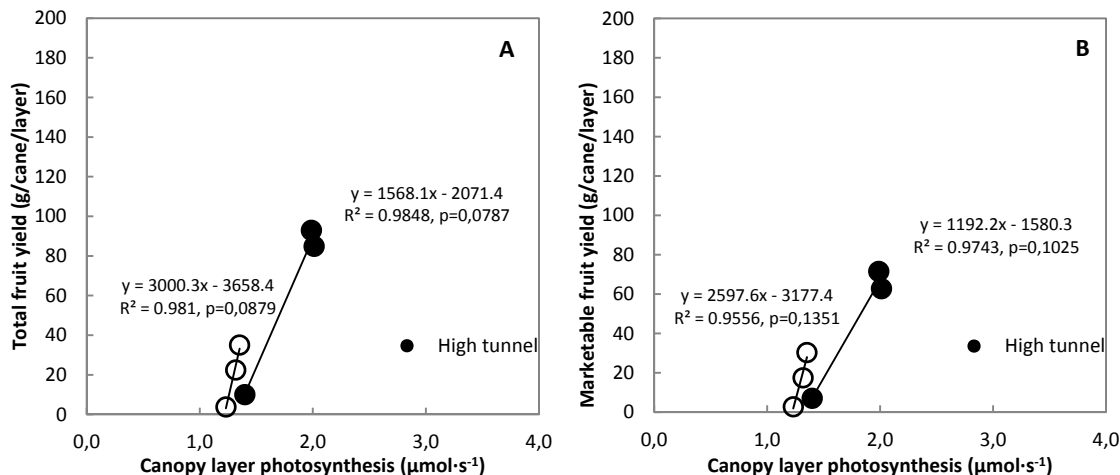 A
Total fruit yield (g/cane/layer)
200
180
160
140
120
100
80
60
40
20
0
y = 1568.1x - 2071.4
R² = 0.9848, p=0,0787
y = 3000.3x - 3658.4
R² = 0.981, p=0,0879
High tunnel
0,0 1,0 2,0 3,0 4,0
Canopy layer photosynthesis (µmol·s⁻¹)
B
Marketable fruit yield (g/cane/layer)
200
180
160
140
120
100
80
60
40
20
0
y = 1192.2x - 1580.3
R² = 0.9743, p=0,1025
y = 2597.6x - 3177.4
R² = 0.9556, p=0,1351
High tunnel
0,0 1,0 2,0 3,0 4,0
Canopy layer photosynthesis (µmol·s⁻¹)